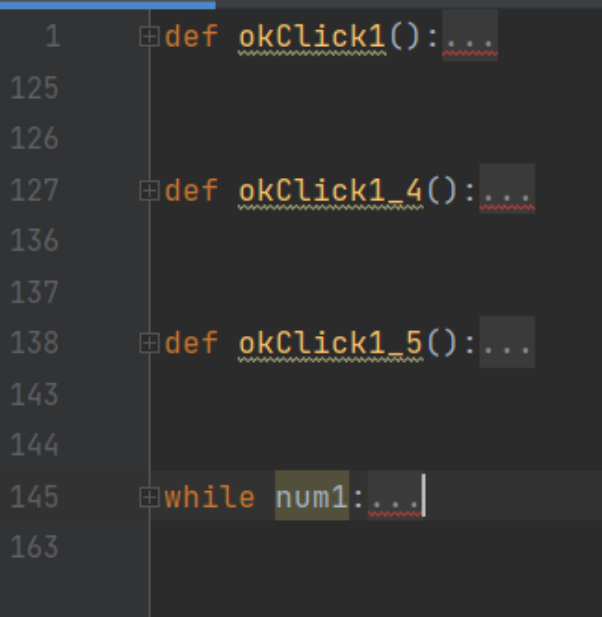 1 def okClick1():...
125
126
127 def okClick1_4():...
136
137
138 def okClick1_5():...
143
144
145 while num1:...
163